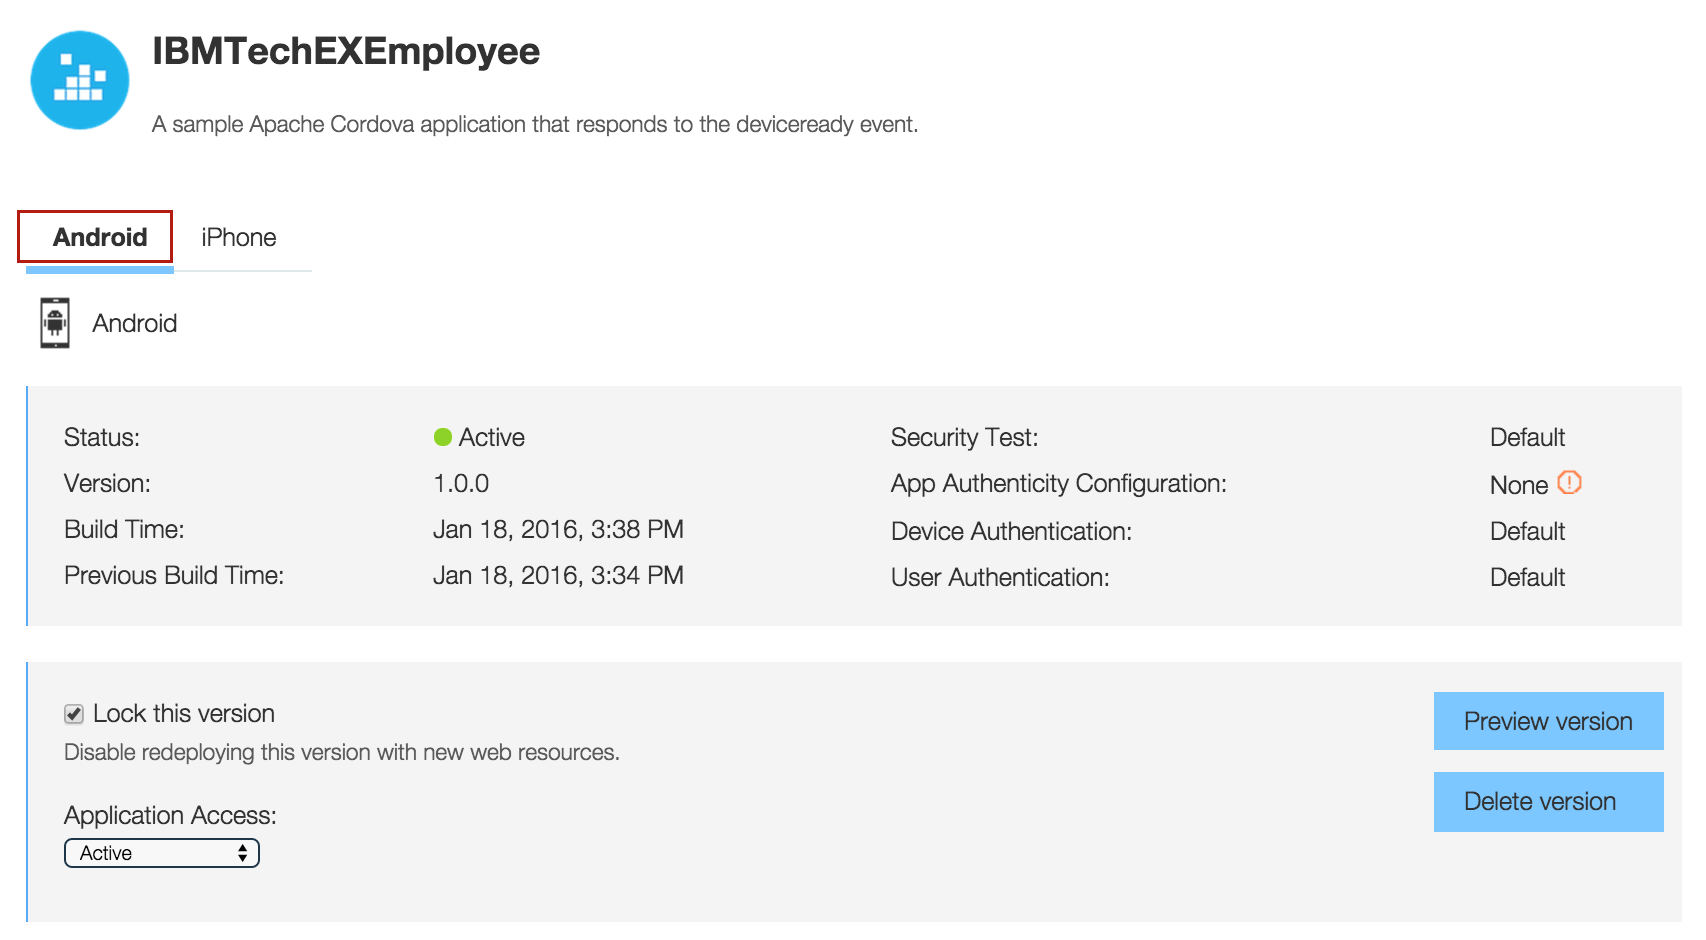 IBMTechEXEmployee
A sample Apache Cordova application that responds to the deviceready event.
Android iPhone
Android
Status: Active Security Test: Default
Version: 1.0.0 App Authenticity Configuration: None
Build Time: Jan 18, 2016, 3:38 PM Device Authentication: Default
Previous Build Time: Jan 18, 2016, 3:34 PM User Authentication: Default
Lock this version
Preview version
Disable redeploying this version with new web resources.
Delete version
Application Access:
Active